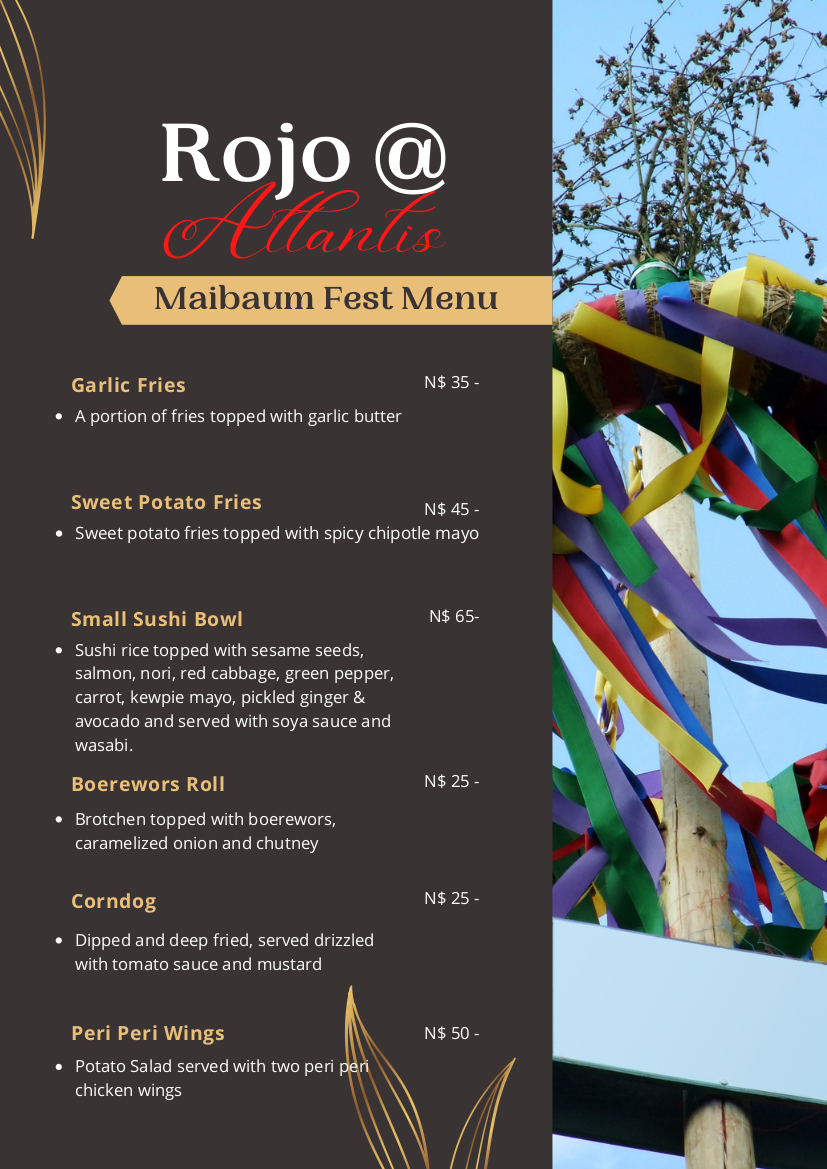 Rojo @
Atlantis
Maibaum Fest Menu
Garlic Fries N$ 35 -
• A portion of fries topped with garlic butter
Sweet Potato Fries N$ 45 -
• Sweet potato fries topped with spicy chipotle mayo
Small Sushi Bowl N$ 65-
• Sushi rice topped with sesame seeds,
salmon, nori, red cabbage, green pepper,
carrot, kewpie mayo, pickled ginger &
avocado and served with soya sauce and
wasabi.
Boerewors Roll N$ 25 -
• Brotchen topped with boerewors,
caramelized onion and chutney
Corndog N$ 25 -
• Dipped and deep fried, served drizzled
with tomato sauce and mustard
Peri Peri Wings N$ 50 -
• Potato Salad served with two peri peri
chicken wings